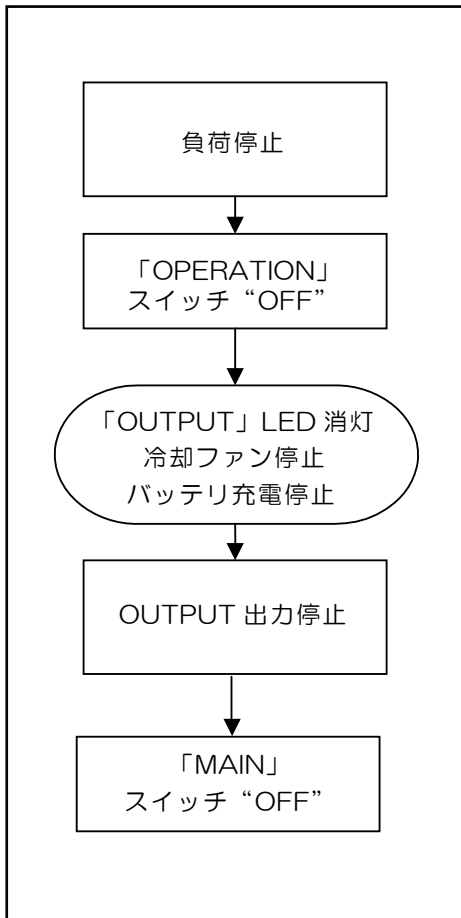 負荷停止
「OPERATION」
スイッチ“OFF”
「OUTPUT」LED 消灯
冷却ファン停止
バッテリ充電停止
OUTPUT 出力停止
「MAIN」
スイッチ“OFF”